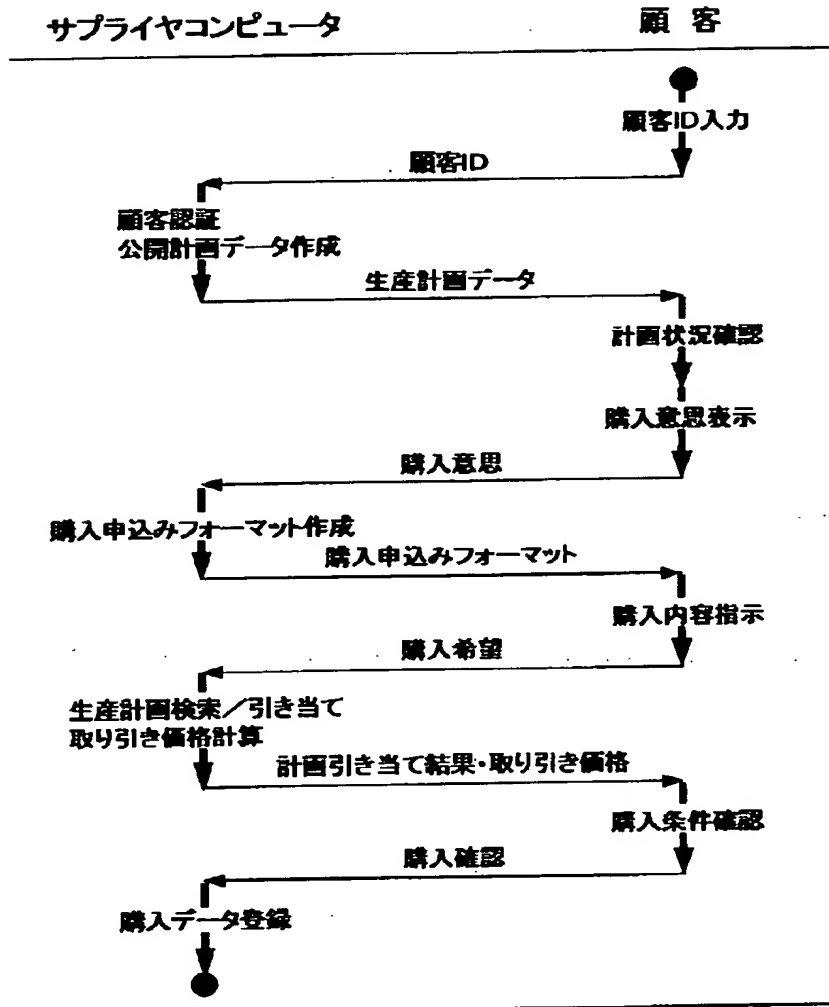 サプライヤコンピュータ 顧 客
顧客ID入力
顧客ID
顧客認証
公開計画データ作成
生産計画データ
計画状況確認
購入意思表示
購入意思
購入申込みフォーマット作成
購入申込みフォーマット
購入内容指示
購入希望
生産計画検索／引き当て
取り引き価格計算
計画引き当て結果・取り引き価格
購入条件確認
購入確認
購入データ登録